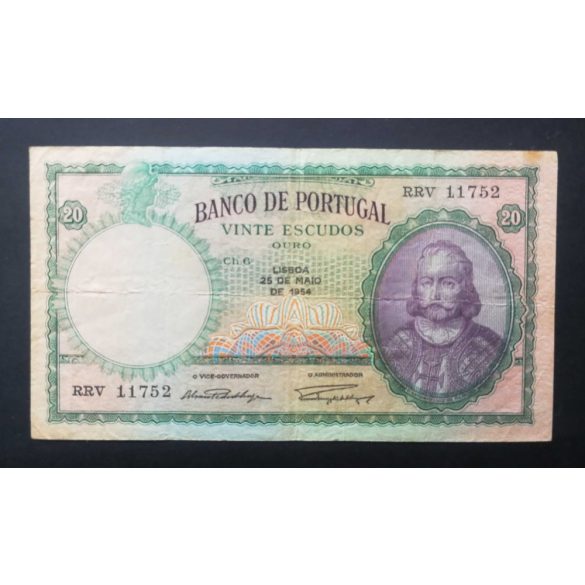 RRV 11752
20
BANCO DE PORTUGAL
20
VINTE ESCUDOS
OURO
Ch. 6
LISBOA
25 DE MAIO
DE 1954
O VICE-GOVERNADOR
O ADMINISTRADOR
RRV 11752